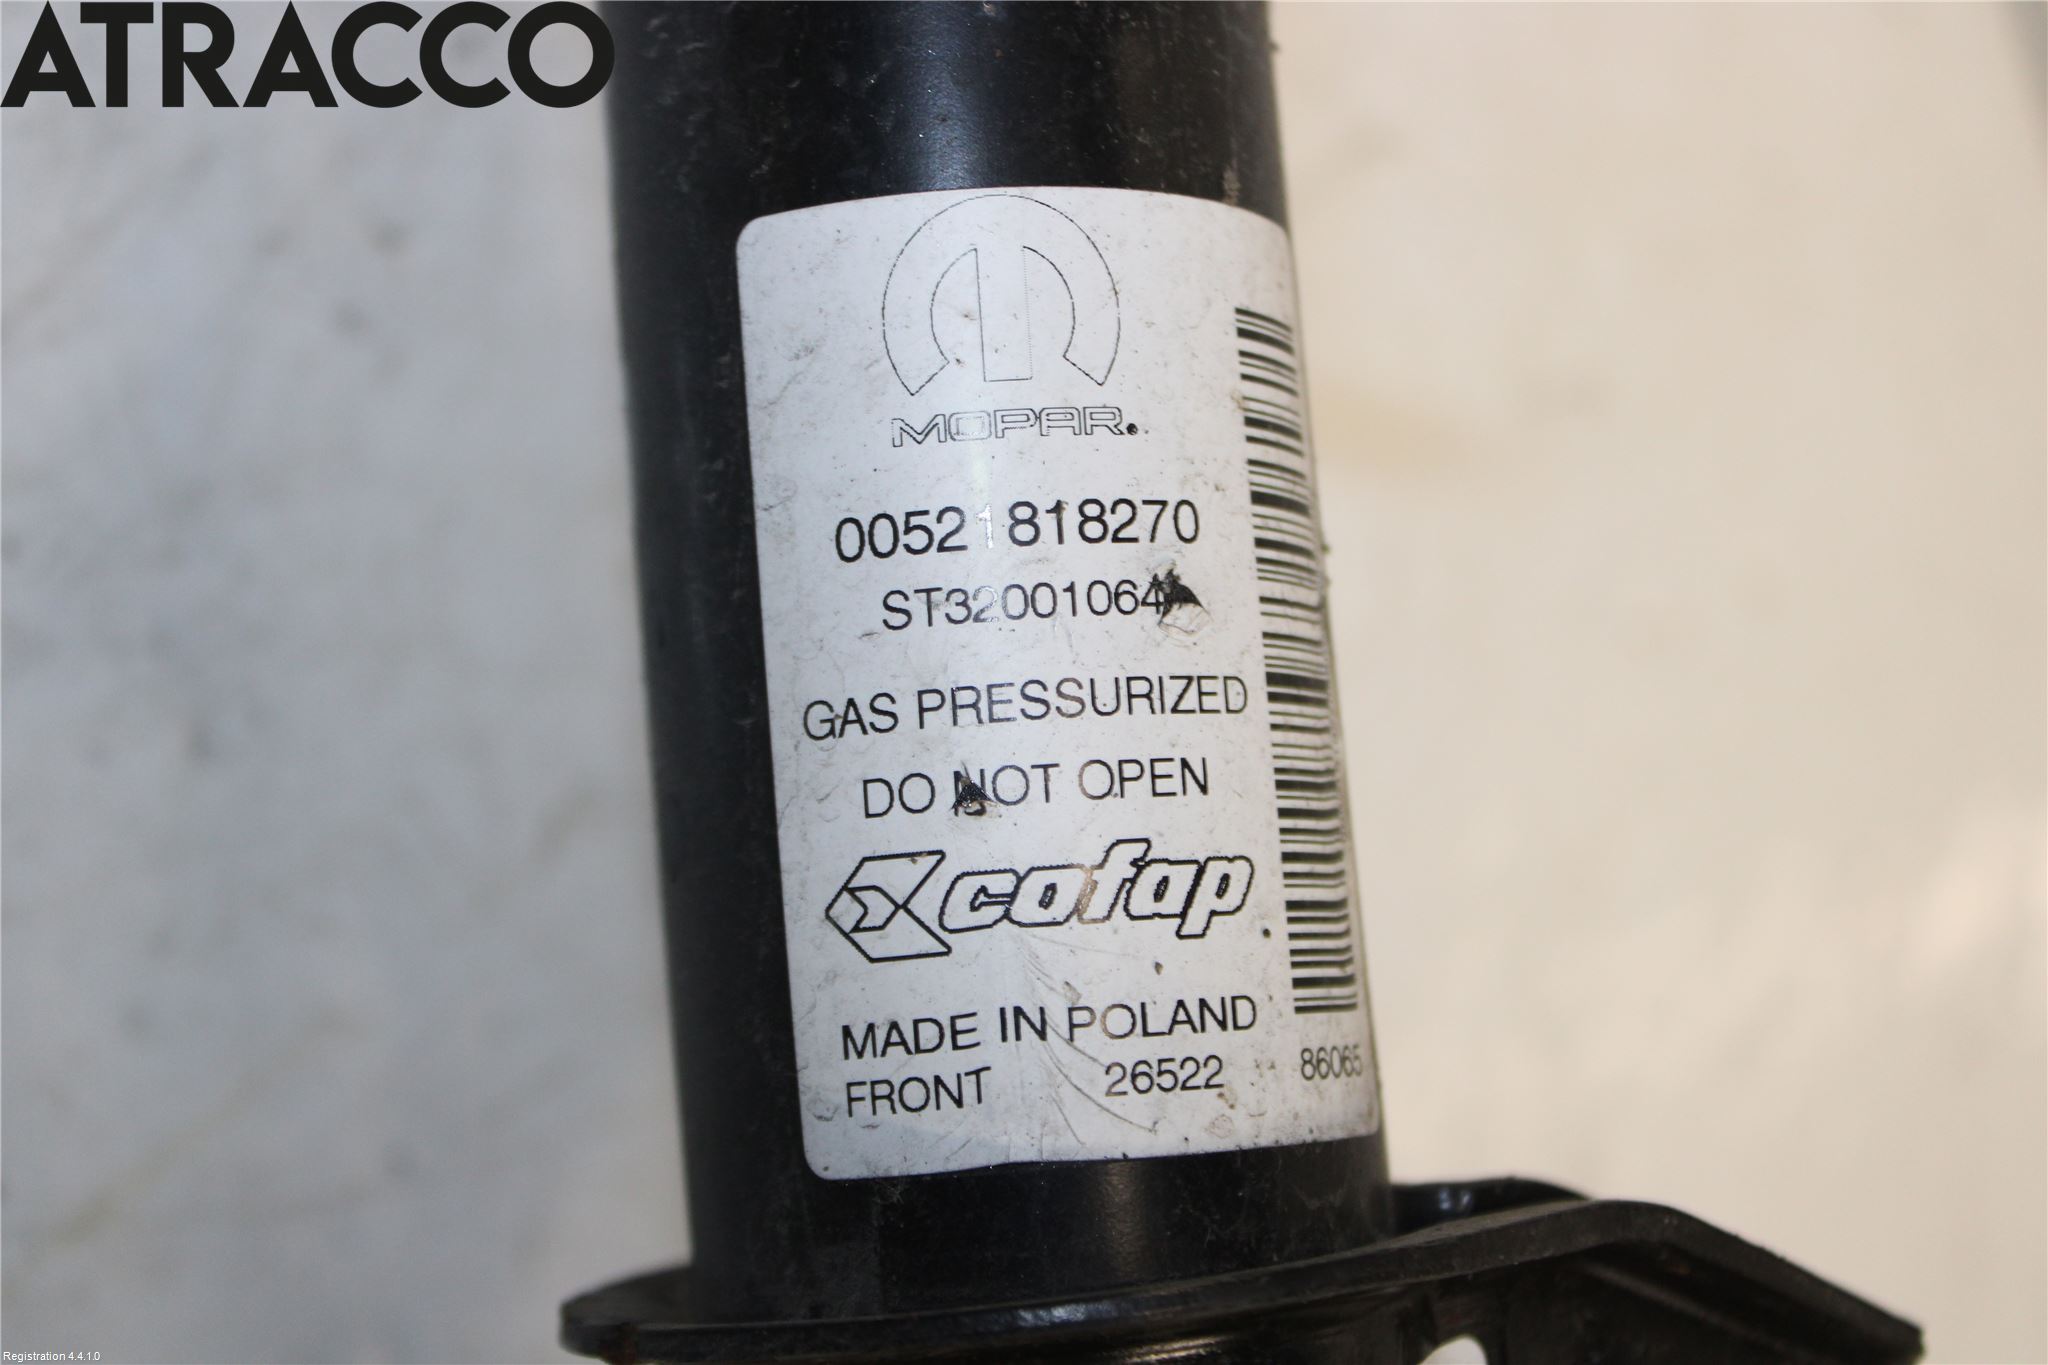 ATRACCO
MOPAR.
00521818270
ST32001064
GAS PRESSURIZED
DO NOT OPEN
cofap
MADE IN POLAND
FRONT 26522 86065
Registration 4.4.1.0